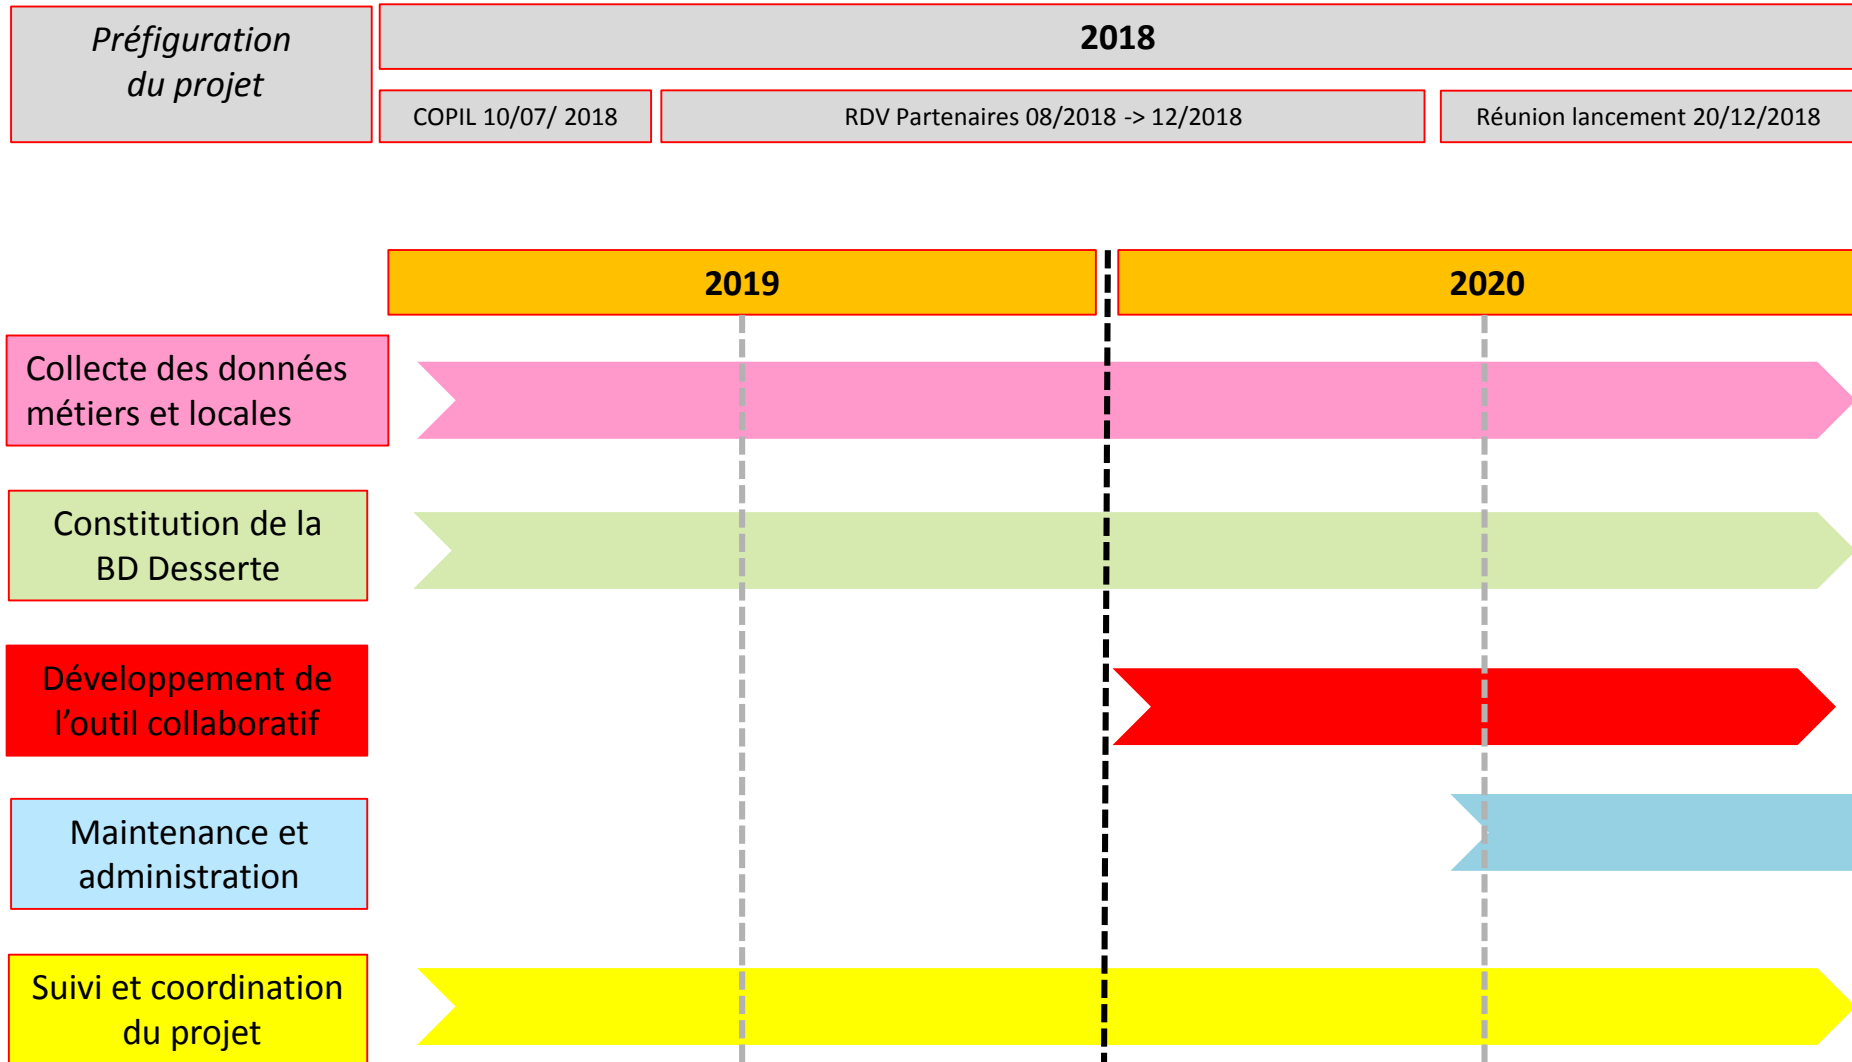 Préfiguration
du projet
2018
COPIL 10/07/ 2018
RDV Partenaires 08/2018 -> 12/2018
Réunion lancement 20/12/2018
2019
2020
Collecte des données
métiers et locales
Constitution de la
BD Desserte
Développement de
l’outil collaboratif
Maintenance et
administration
Suivi et coordination
du projet